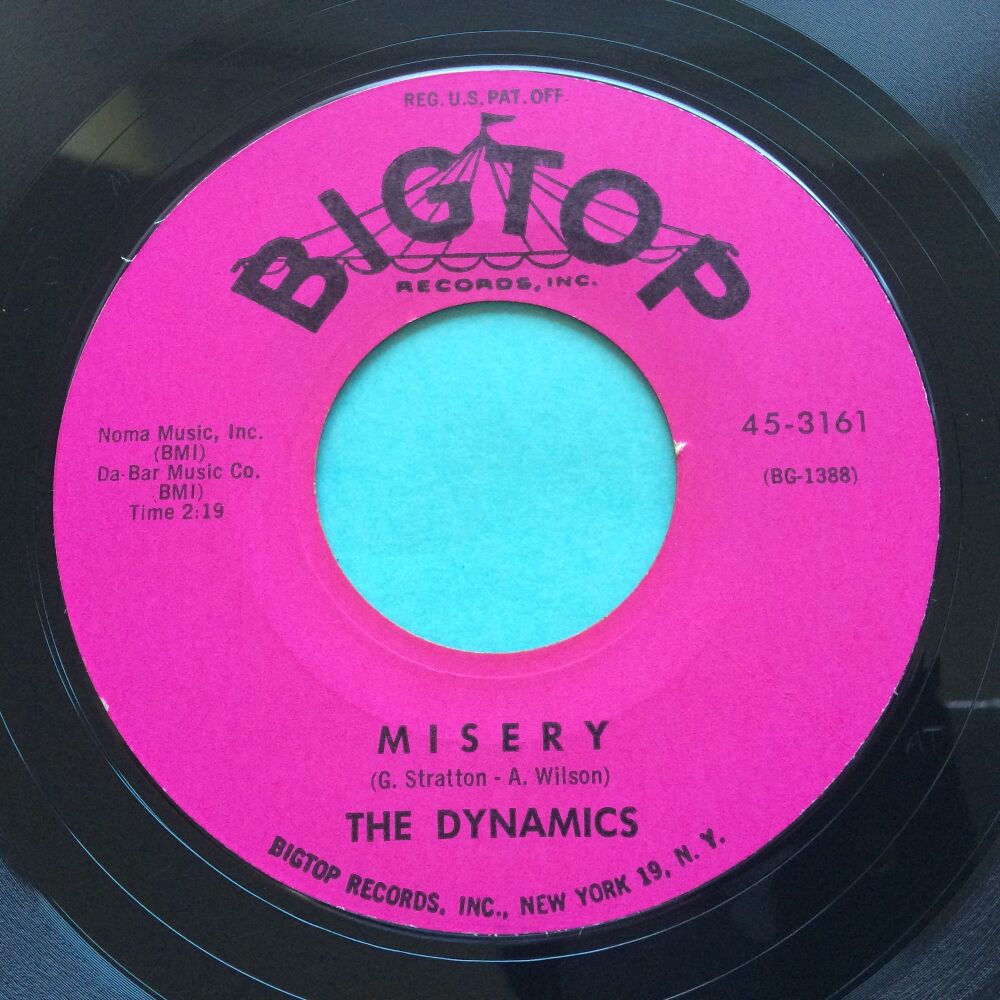 REG. U.S. PAT. OFF.
BIGTOP
RECORDS, INC.
Noma Music, Inc.
(BMI)
Da-Bar Music Co.
BMI)
Time 2:19
45-3161
(BG-1388)
MISERY
(G. Stratton - A. Wilson)
THE DYNAMICS
BIGTOP RECORDS, INC., NEW YORK 19, N. Y.